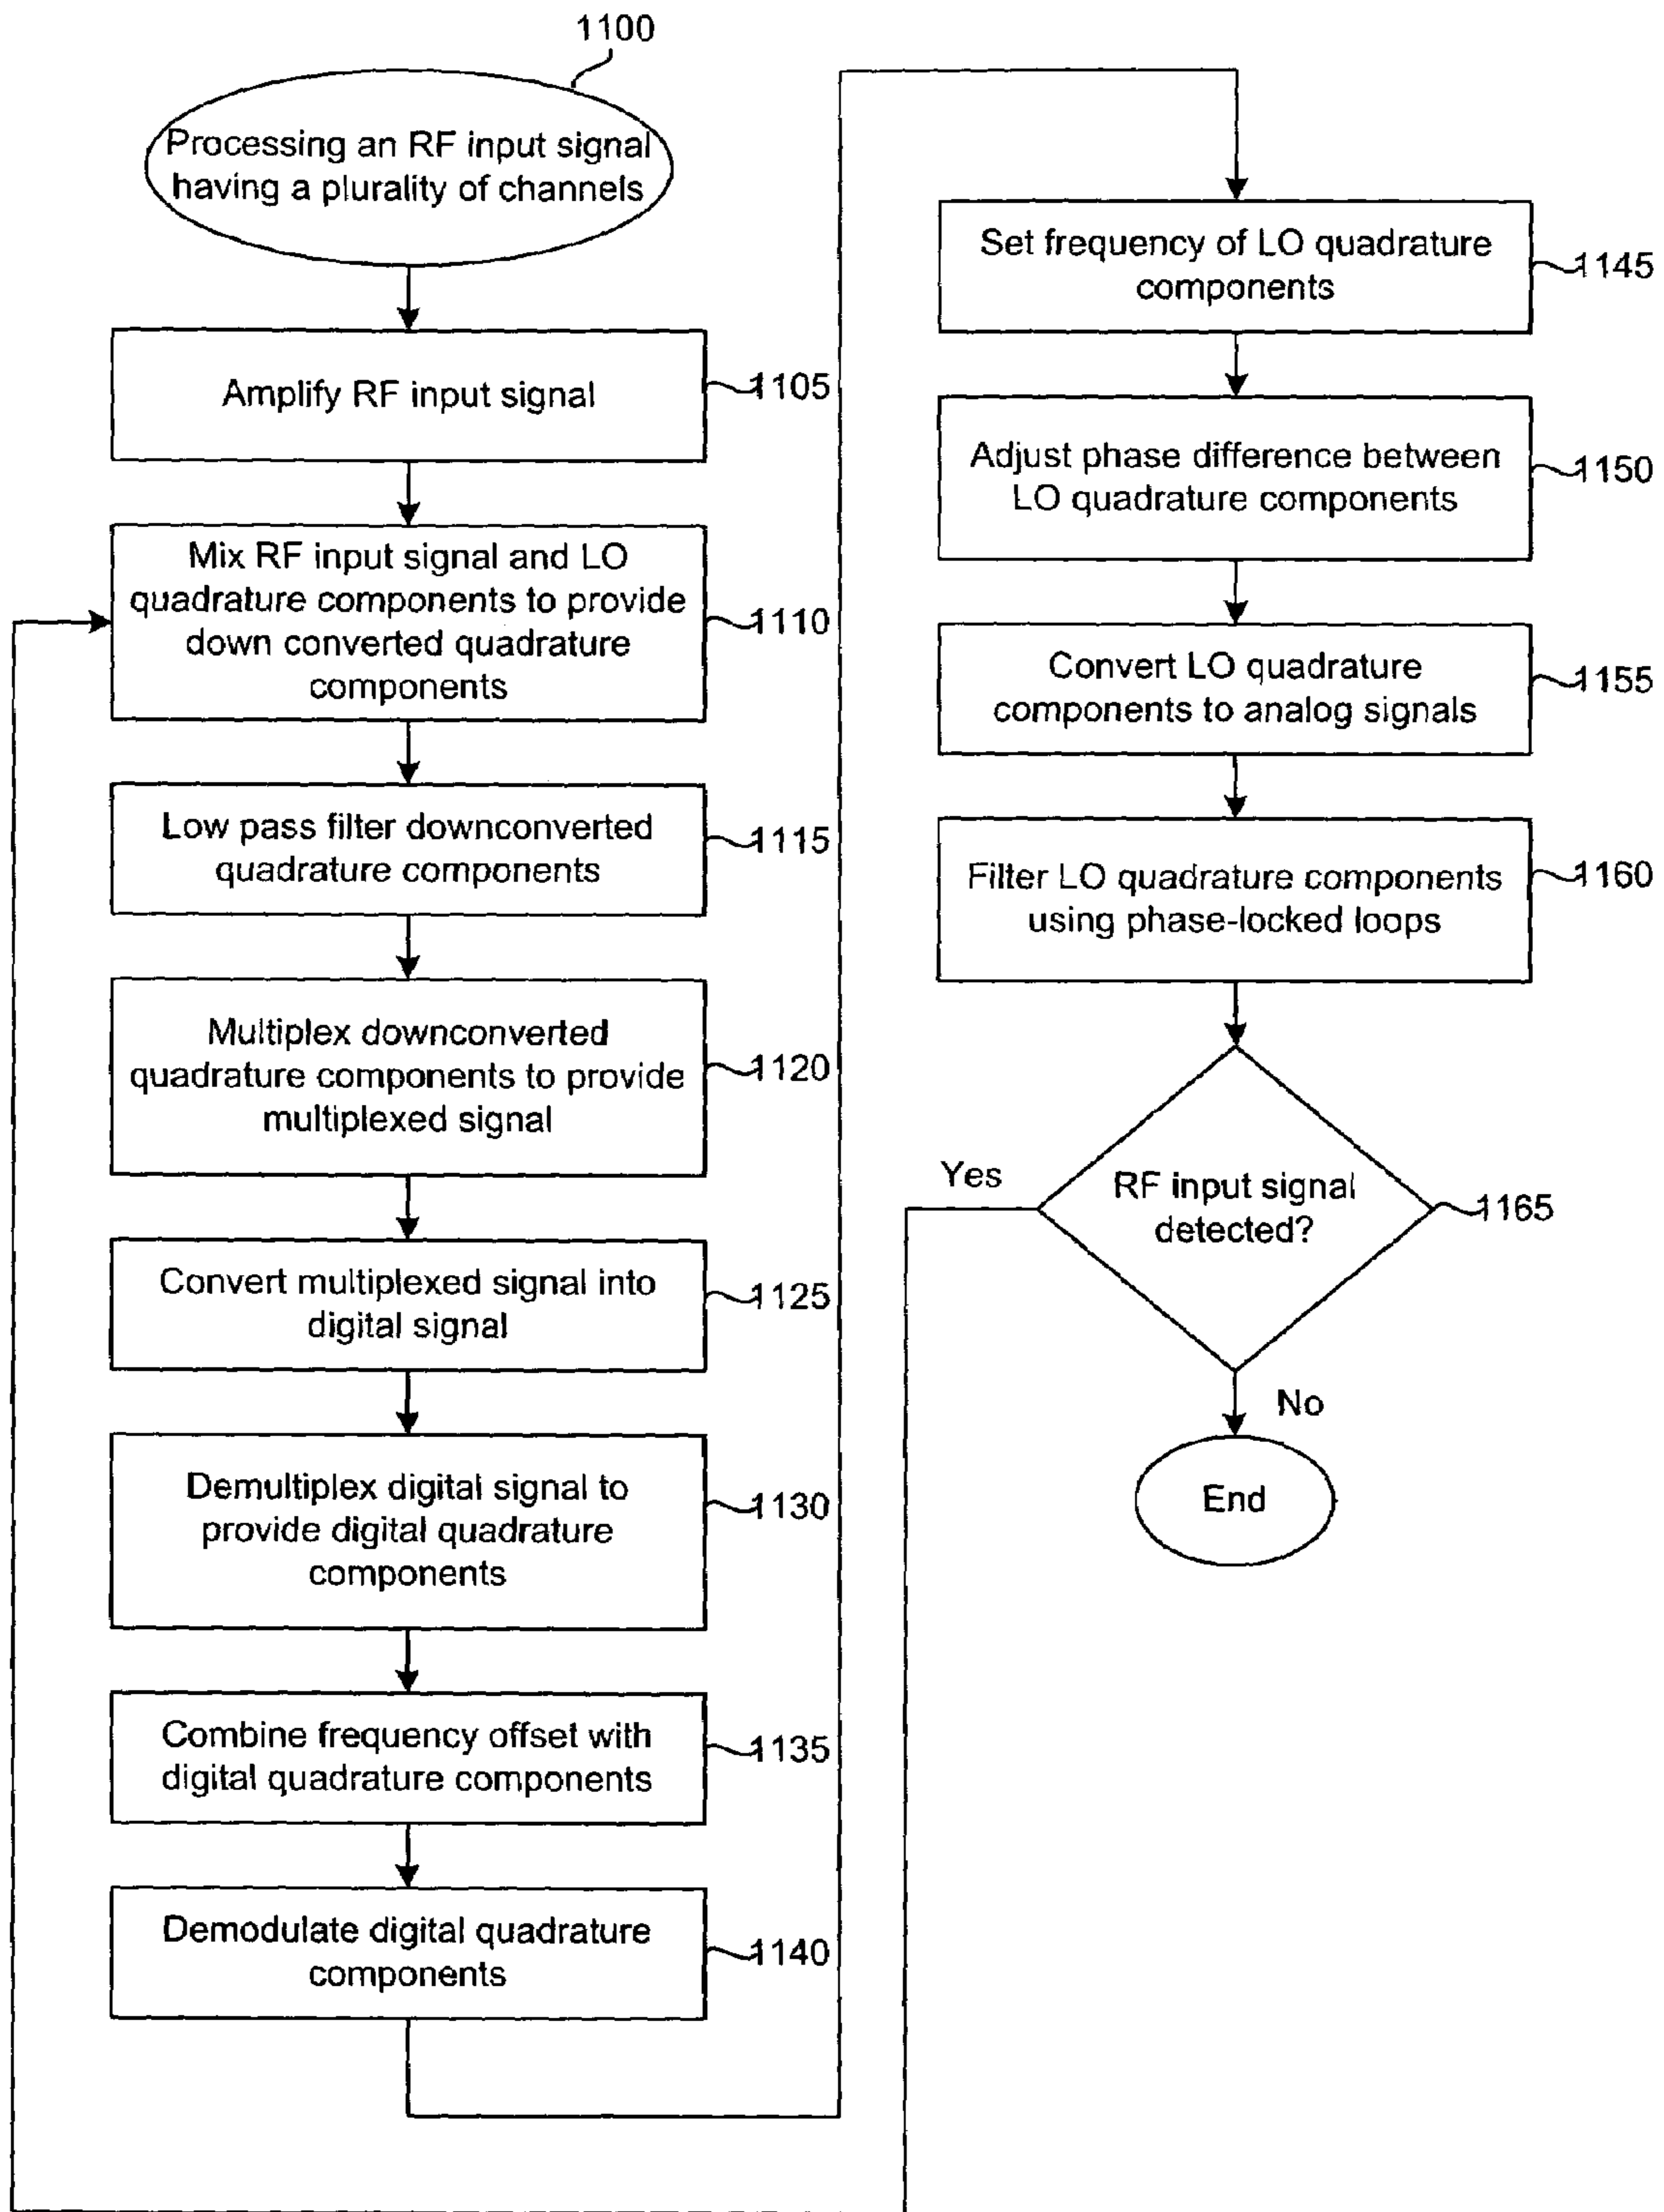 1100
Processing an RF input signal
having a plurality of channels
Amplify RF input signal
1105
Mix RF input signal and LO
quadrature components to provide
down converted quadrature
components
1110
Low pass filter downconverted
quadrature components
1115
Multiplex downconverted
quadrature components to provide
multiplexed signal
1120
Convert multiplexed signal into
digital signal
1125
Demultiplex digital signal to
provide digital quadrature
components
1130
Combine frequency offset with
digital quadrature components
1135
Demodulate digital quadrature
components
1140
Set frequency of LO quadrature
components
1145
Adjust phase difference between
LO quadrature components
1150
Convert LO quadrature
components to analog signals
1155
Filter LO quadrature components
using phase-locked loops
1160
Yes
RF input signal
detected?
1165
No
End